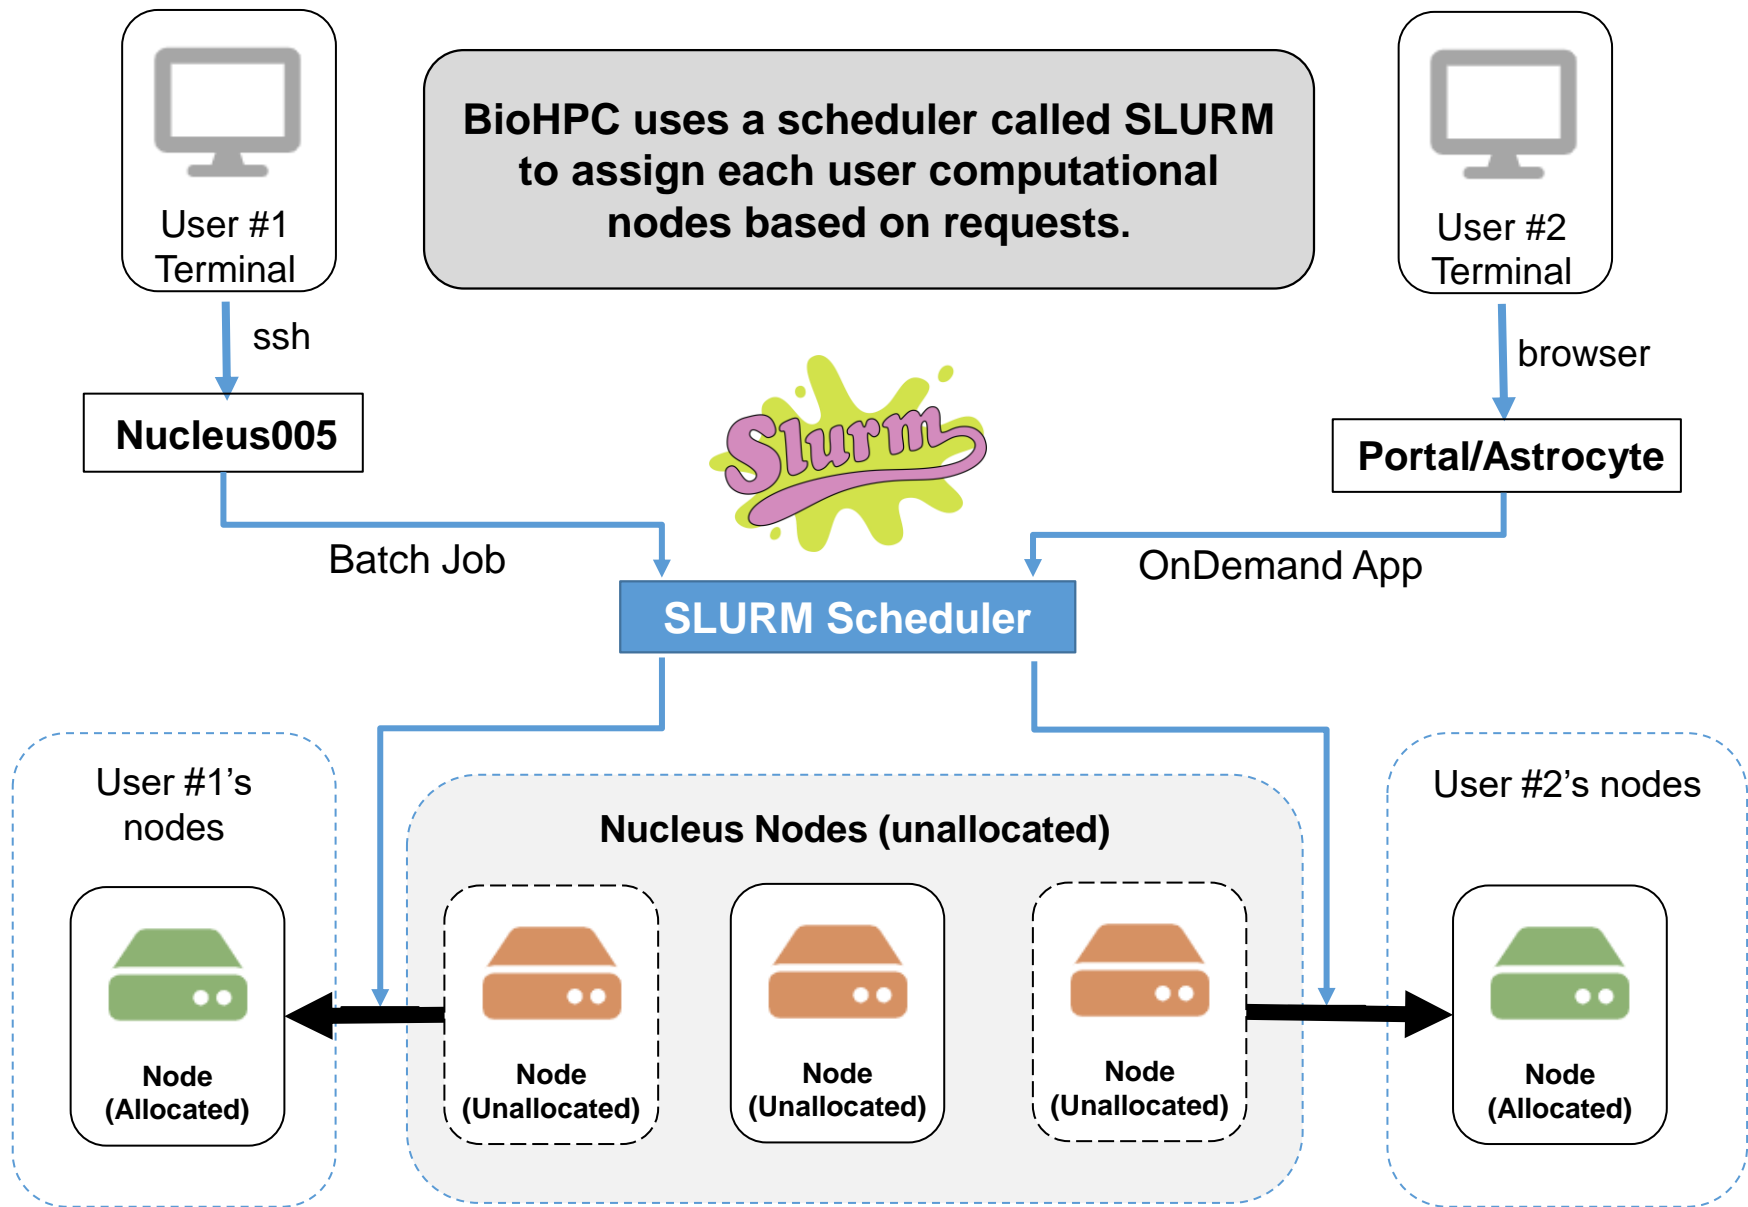 User #1
Terminal
BioHPC uses a scheduler called SLURM
to assign each user computational
nodes based on requests.
User #2
Terminal
ssh
browser
Nucleus005
Slurm
Portal/Astrocyte
Batch Job
OnDemand App
SLURM Scheduler
User #1’s
nodes
Nucleus Nodes (unallocated)
User #2’s nodes
Node
(Allocated)
Node
(Unallocated)
Node
(Unallocated)
Node
(Unallocated)
Node
(Allocated)